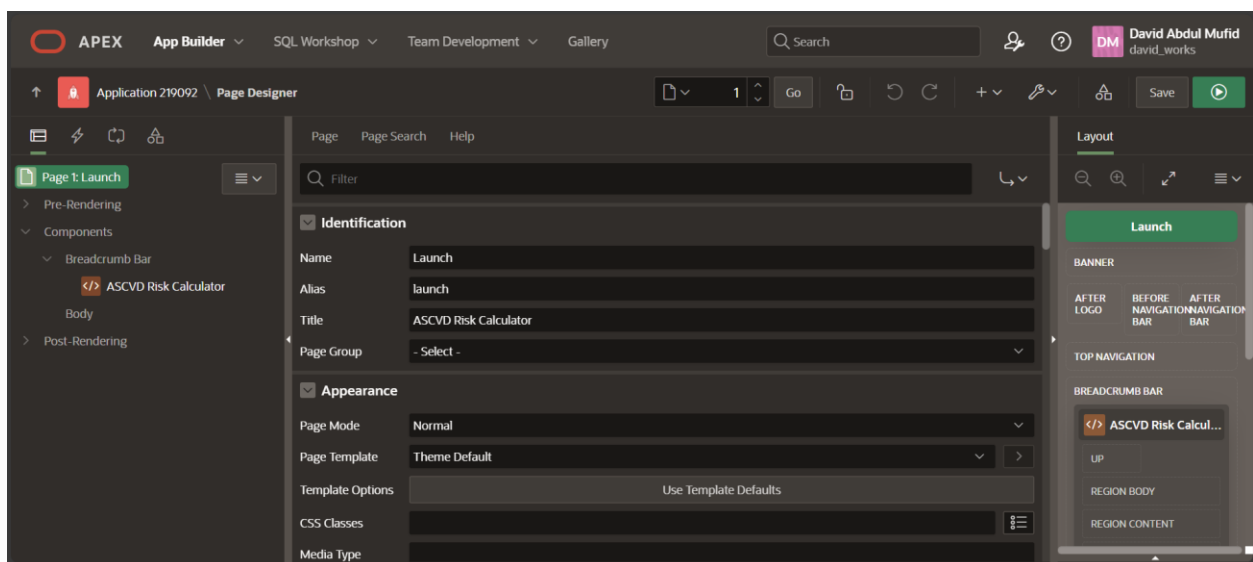 APEX App Builder SQL Workshop Team Development Gallery Search DM David Abdul Mufid
david_works
Application 219092 \ Page Designer 1 Go Save
Page Page Search Help Layout
Page 1: Launch Filter
Pre-Rendering
Components
Breadcrumb Bar
</> ASCVD Risk Calculator
Body
Post-Rendering
Identification
Name Launch
Alias launch
Title ASCVD Risk Calculator
Page Group - Select -
Appearance
Page Mode Normal
Page Template Theme Default
Template Options Use Template Defaults
CSS Classes
Media Type
Launch
BANNER
AFTER LOGO
BEFORE NAVIGATION BAR
AFTER NAVIGATION BAR
TOP NAVIGATION
BREADCRUMB BAR
</> ASCVD Risk Calcul...
UP
REGION BODY
REGION CONTENT